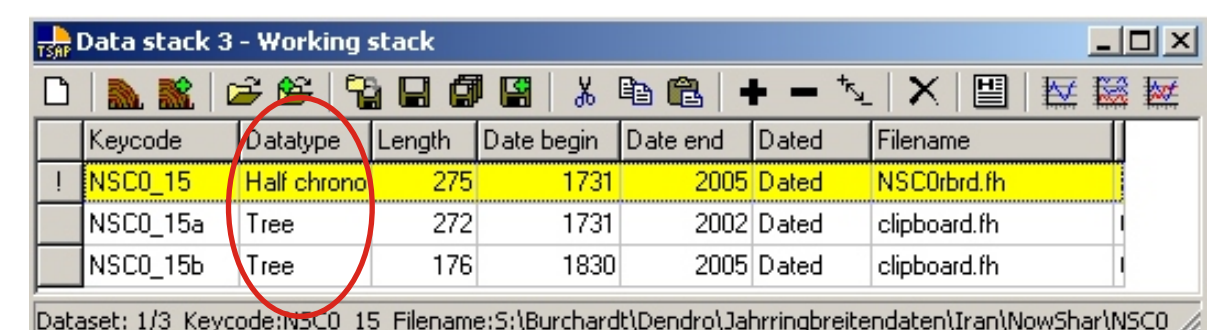 TSAP Data stack 3 - Working stack
Keycode Datatype Length Date begin Date end Dated Filename
! NSC0_15 Half chrono 275 1731 2005 Dated NSC0rbrd.fh
NSC0_15a Tree 272 1731 2002 Dated clipboard.fh
NSC0_15b Tree 176 1830 2005 Dated clipboard.fh
Dataset: 1/3 Keycode:NSC0_15 Filename:S:\Burchardt\Dendro\Jahrringbreitendaten\Iran\NowShar\NSC0